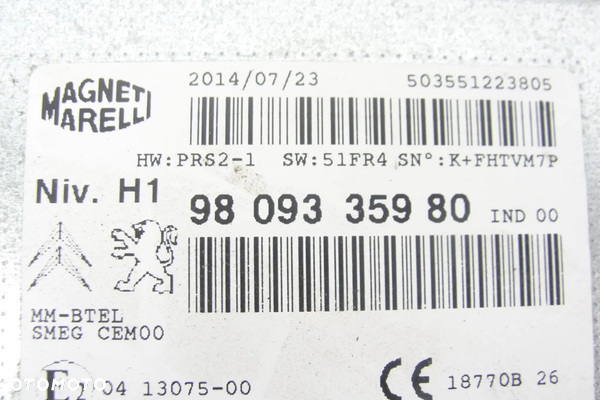 MAGNETI MARELLI
2014/07/23 503551223805
HW:PRS2-1 SW:51FR4 SN°:K+FHTVM7P
Niv. H1 98 093 359 80 IND 00
MM-BTEL
SMEG CEM00
E2 04 13075-00 CE 18770B 26
OTOMOTO